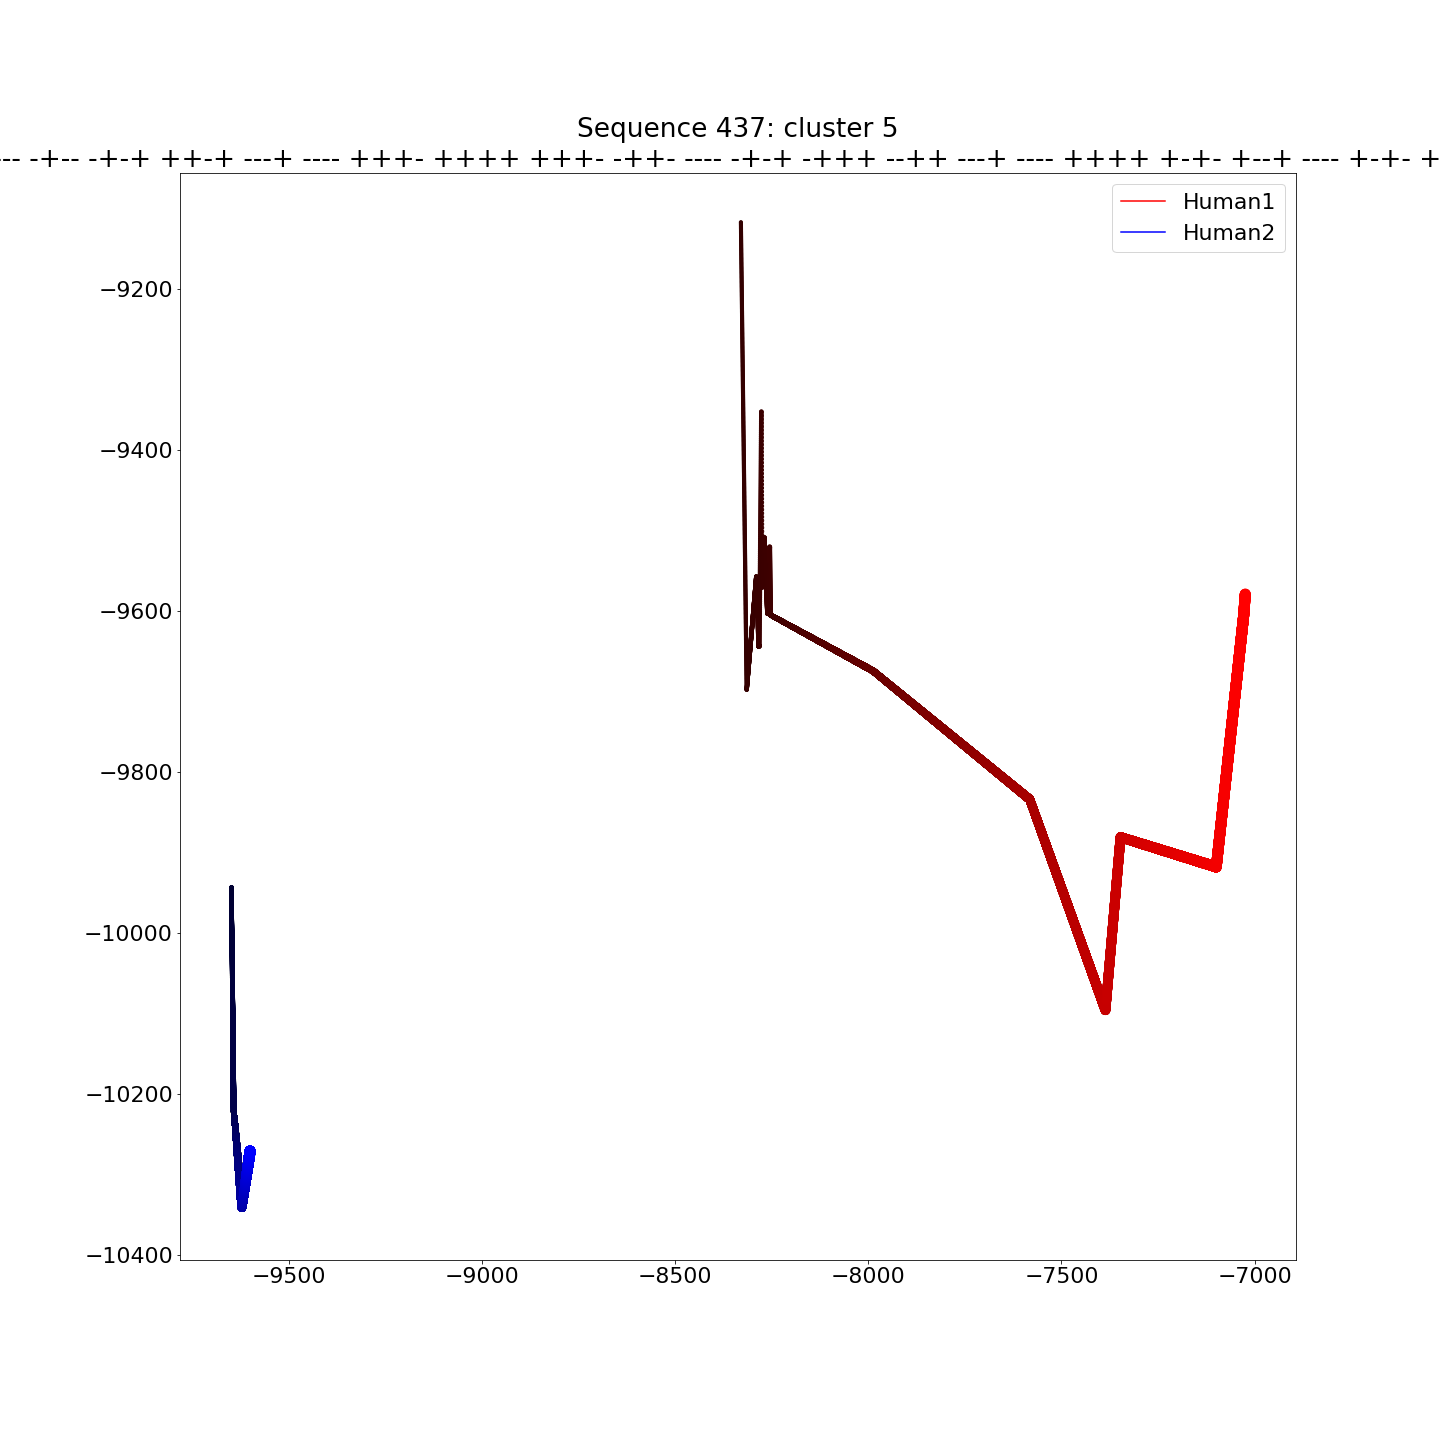 Sequence 437: cluster 5
-- -+-- -+-+ ++-+ ---+ ---- +++- ++++ +++- -++- ---- -+-+ -+++ --++ ---+ ---- ++++ +-+- +--+ ---- +-+- +
Human1
Human2
−9200
−9400
−9600
−9800
−10000
−10200
−10400
−9500 −9000 −8500 −8000 −7500 −7000